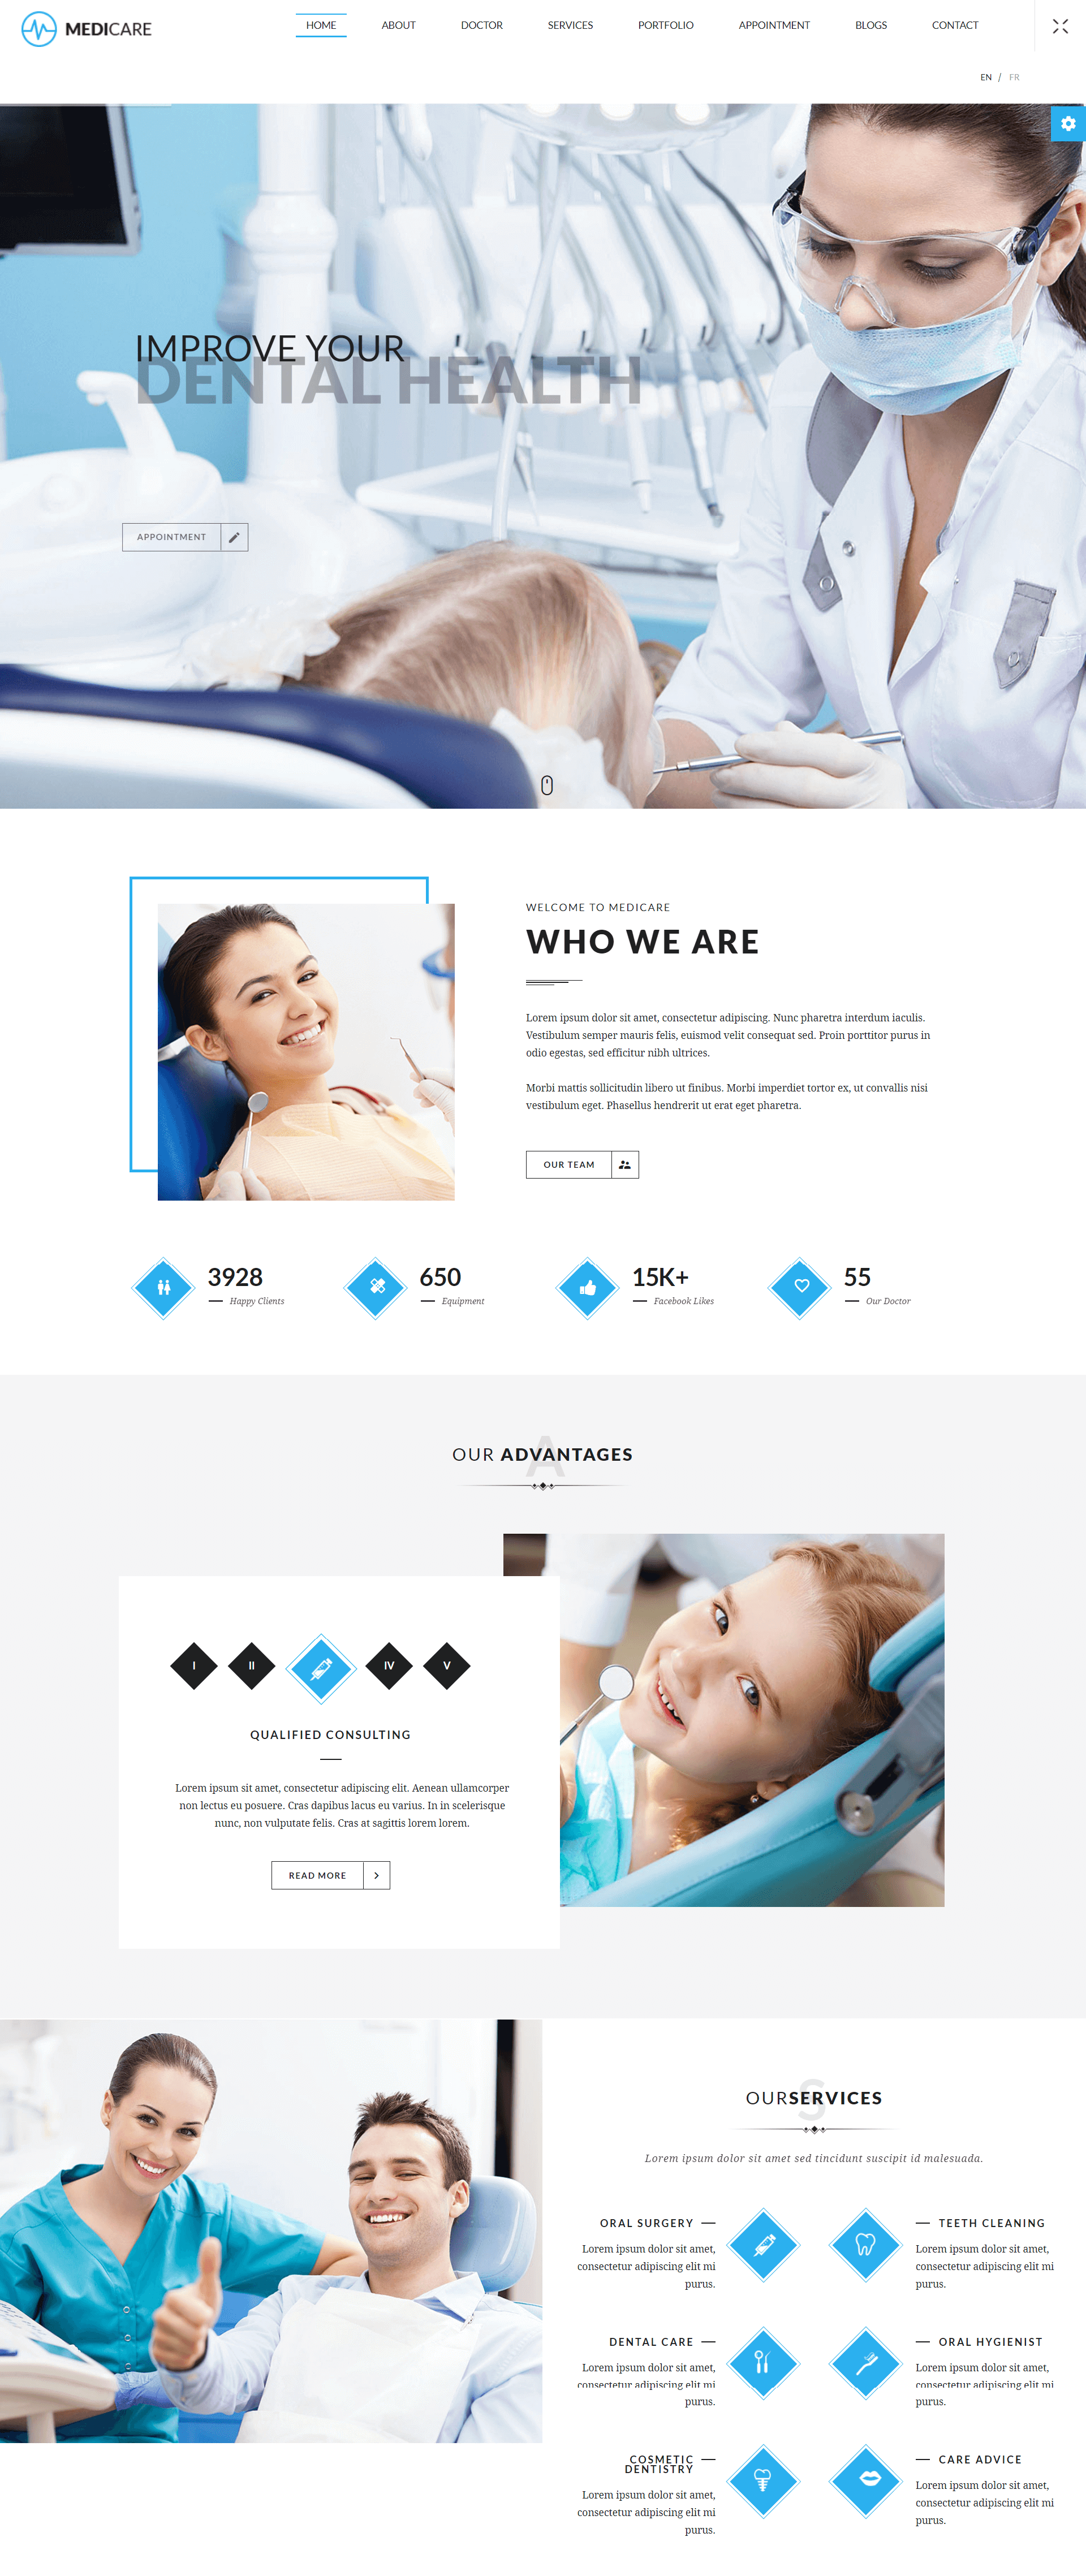 MEDICARE
HOME
ABOUT
DOCTOR
SERVICES
PORTFOLIO
APPOINTMENT
BLOGS
CONTACT
EN / FR
IMPROVE YOUR
DENTAL HEALTH
APPOINTMENT
WELCOME TO MEDICARE
WHO WE ARE
Lorem ipsum dolor sit amet, consectetur adipiscing. Nunc pharetra interdum iaculis.
Vestibulum semper mauris felis, euismod velit consequat sed. Proin porttitor purus in
odio egestas, sed efficitur nibh ultrices.
Morbi mattis sollicitudin libero ut finibus. Morbi imperdiet tortor ex, ut convallis nisi
vestibulum eget. Phasellus hendrerit ut erat eget pharetra.
OUR TEAM
3928
Happy Clients
650
Equipment
15K+
Facebook Likes
55
Our Doctor
A
OUR ADVANTAGES
I
II
IV
V
QUALIFIED CONSULTING
Lorem ipsum sit amet, consectetur adipiscing elit. Aenean ullamcorper
non lectus eu posuere. Cras dapibus lacus eu varius. In in scelerisque
nunc, non vulputate felis. Cras at sagittis lorem lorem.
READ MORE
S
OURSERVICES
Lorem ipsum dolor sit amet sed tincidunt suscipit id malesuada.
ORAL SURGERY
Lorem ipsum dolor sit amet,
consectetur adipiscing elit mi
purus.
TEETH CLEANING
Lorem ipsum dolor sit amet,
consectetur adipiscing elit mi
purus.
DENTAL CARE
Lorem ipsum dolor sit amet,
consectetur adipiscing elit mi
purus.
ORAL HYGIENIST
Lorem ipsum dolor sit amet,
consectetur adipiscing elit mi
purus.
COSMETIC
DENTISTRY
Lorem ipsum dolor sit amet,
consectetur adipiscing elit mi
purus.
CARE ADVICE
Lorem ipsum dolor sit amet,
consectetur adipiscing elit mi
purus.